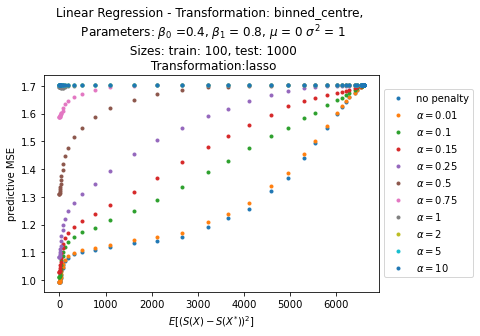 Linear Regression - Transformation: binned_centre,
Parameters: β₀ =0.4, β₁ = 0.8, μ = 0 σ² = 1
Sizes: train: 100, test: 1000
Transformation:lasso
1.7
1.6
1.5
1.4
1.3
1.2
1.1
1.0
predictive MSE
0 1000 2000 3000 4000 5000 6000
E[(S(X) − S(X*))²]
no penalty
α = 0.01
α = 0.1
α = 0.15
α = 0.25
α = 0.5
α = 0.75
α = 1
α = 2
α = 5
α = 10